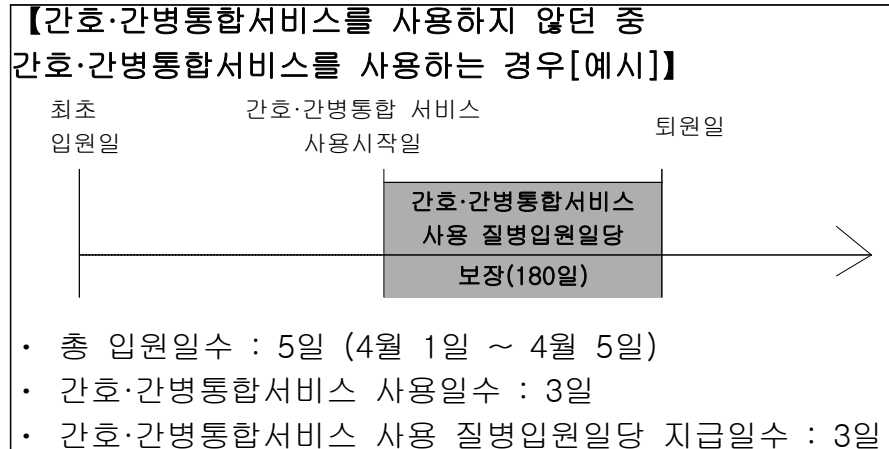 【간호·간병통합서비스를 사용하지 않던 중
간호·간병통합서비스를 사용하는 경우[예시]】
최초
입원일
간호·간병통합 서비스
사용시작일
퇴원일
간호·간병통합서비스
사용 질병입원일당
보장(180일)
· 총 입원일수 : 5일 (4월 1일 ~ 4월 5일)
· 간호·간병통합서비스 사용일수 : 3일
· 간호·간병통합서비스 사용 질병입원일당 지급일수 : 3일